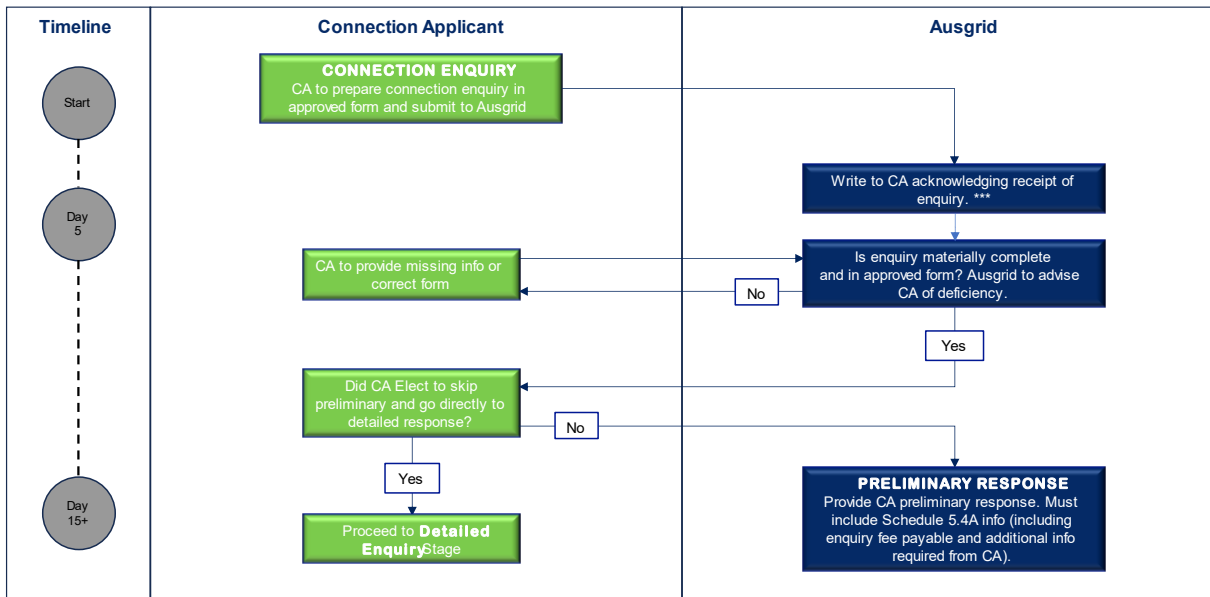 Timeline
Connection Applicant
Ausgrid
Start
CONNECTION ENQUIRY
CA to prepare connection enquiry in
approved form and submit to Ausgrid
Write to CA acknowledging receipt of
enquiry. ***
Day
5
Is enquiry materially complete
and in approved form? Ausgrid to advise
CA of deficiency.
CA to provide missing info or
correct form
No
Yes
Did CA Elect to skip
preliminary and go directly to
detailed response?
No
Yes
Day
15+
Proceed to Detailed
Enquiry Stage
PRELIMINARY RESPONSE
Provide CA preliminary response. Must
include Schedule 5.4A info (including
enquiry fee payable and additional info
required from CA).